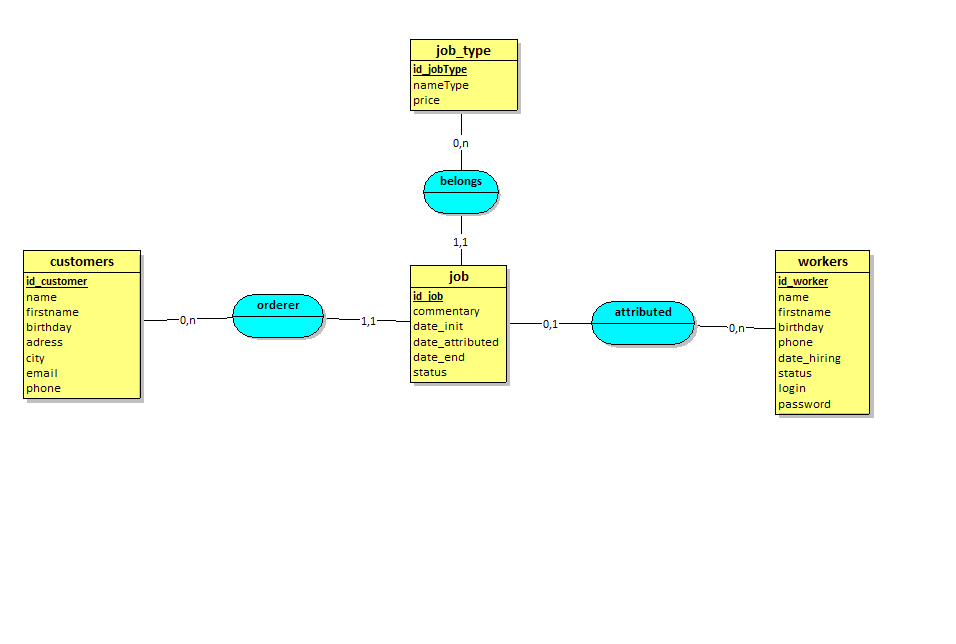 job_type
id_jobType
nameType
price
0,n
belongs
1,1
customers
id_customer
name
firstname
birthday
adress
city
email
phone
0,n
orderer
1,1
job
id_job
commentary
date_init
date_attributed
date_end
status
0,1
attributed
0,n
workers
id_worker
name
firstname
birthday
phone
date_hiring
status
login
password